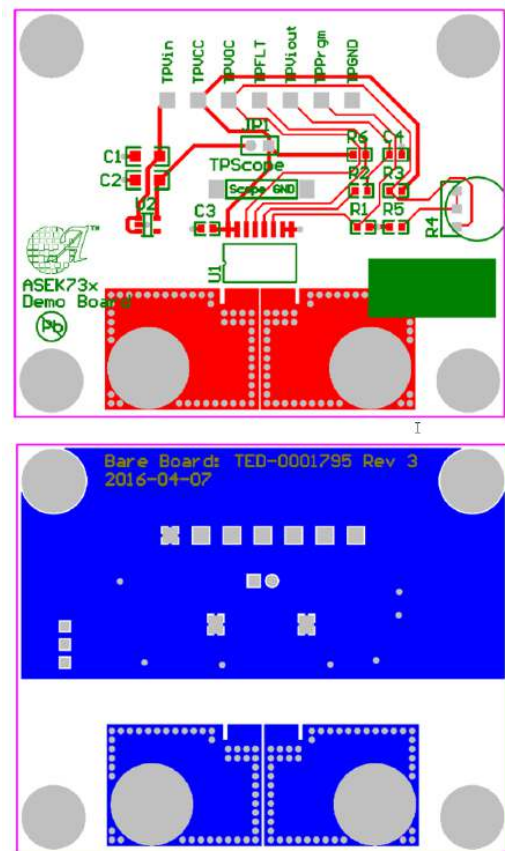 TPVin
TPVCC
TPVOC
TPFLT
TPViout
TPPrgm
TPGND
JP1
C1
C2
R6
C4
TPScope
Scope GND
R2
R3
U2
C3
R1
R5
R4
U1
TM
ASEK73x
Demo Board
Pb
Bare Board: TED-0001795 Rev 3
2016-04-07